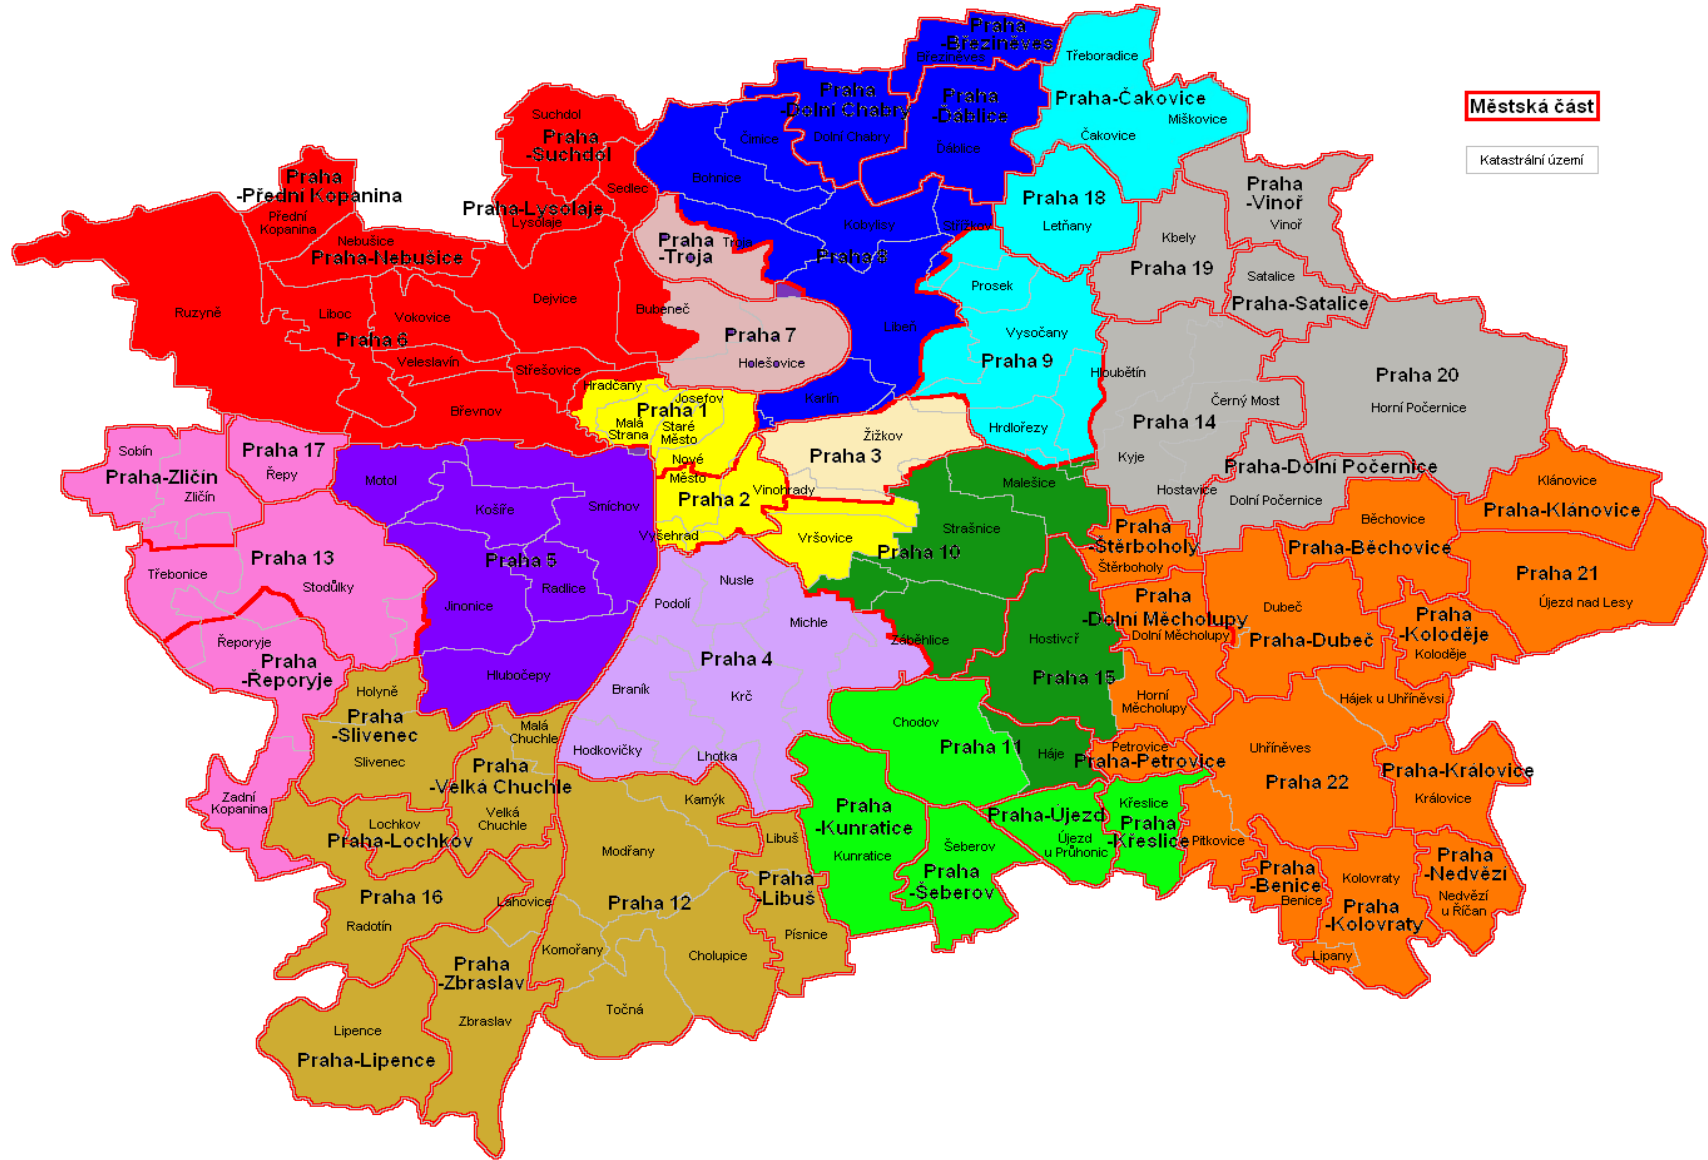 Praha
-Březiněves
Březiněves
Třeboradice
Praha
-Dolní Chabry
Dolní Chabry
Praha
-Ďáblice
Ďáblice
Praha-Čakovice
Miškovice
Čakovice
Městská část
Katastrální území
Suchdol
Praha
-Suchdol
Sedlec
Čimice
Bohnice
Praha
-Přední Kopanina
Přední
Kopanina
Praha-Lysolaje
Lysolaje
Nebušice
Praha-Nebušice
Praha
-Troja
Troja
Kobylisy
Střížkov
Praha 8
Praha 18
Letňany
Praha
-Vinoř
Vinoř
Kbely
Praha 19
Satalice
Praha-Satalice
Ruzyně
Liboc
Vokovice
Dejvice
Praha 6
Veleslavín
Střešovice
Břevnov
Bubeneč
Praha 7
Holešovice
Libeň
Karlín
Prosek
Vysočany
Praha 9
Hloubětín
Hrdlořezy
Praha 20
Horní Počernice
Černý Most
Praha 14
Kyje
Hostavice
Praha-Dolní Počernice
Dolní Počernice
Hradčany
Josefov
Praha 1
Malá
Strana
Staré
Město
Nové
Město
Praha 2
Vinohrady
Vyšehrad
Žižkov
Praha 3
Sobín
Praha-Zličín
Zličín
Praha 17
Řepy
Motol
Košíře
Smíchov
Praha 5
Radlice
Jinonice
Hlubočepy
Praha 13
Třebonice
Stodůlky
Řeporyje
Praha
-Řeporyje
Zadní
Kopanina
Malešice
Strašnice
Vršovice
Praha 10
Záběhlice
Klánovice
Praha-Klánovice
Běchovice
Praha-Běchovice
Praha
-Štěrboholy
Štěrboholy
Praha 21
Újezd nad Lesy
Praha
-Dolní Měcholupy
Dolní Měcholupy
Dubeč
Praha-Dubeč
Praha
-Koloděje
Koloděje
Nusle
Podolí
Michle
Praha 4
Braník
Krč
Hodkovičky
Lhotka
Hostivař
Praha 15
Horní
Měcholupy
Hájek u Uhříněvsi
Holyně
Praha
-Slivenec
Slivenec
Malá
Chuchle
Praha
-Velká Chuchle
Velká
Chuchle
Lochkov
Praha-Lochkov
Chodov
Praha 11
Háje
Petrovice
Praha-Petrovice
Uhříněves
Praha 22
Praha-Královice
Královice
Praha
-Kunratice
Kunratice
Praha-Újezd
Újezd
u Průhonic
Křeslice
Praha
-Křeslice
Pitkovice
Šeberov
Praha
-Šeberov
Kamýk
Modřany
Libuš
Praha
-Libuš
Písnice
Praha 12
Komořany
Cholupice
Točná
Praha 16
Radotín
Lahovice
Praha
-Zbraslav
Zbraslav
Lipence
Praha-Lipence
Praha
-Benice
Benice
Kolovraty
Praha
-Kolovraty
Lipany
Praha
-Nedvězí
Nedvězí
u Říčan